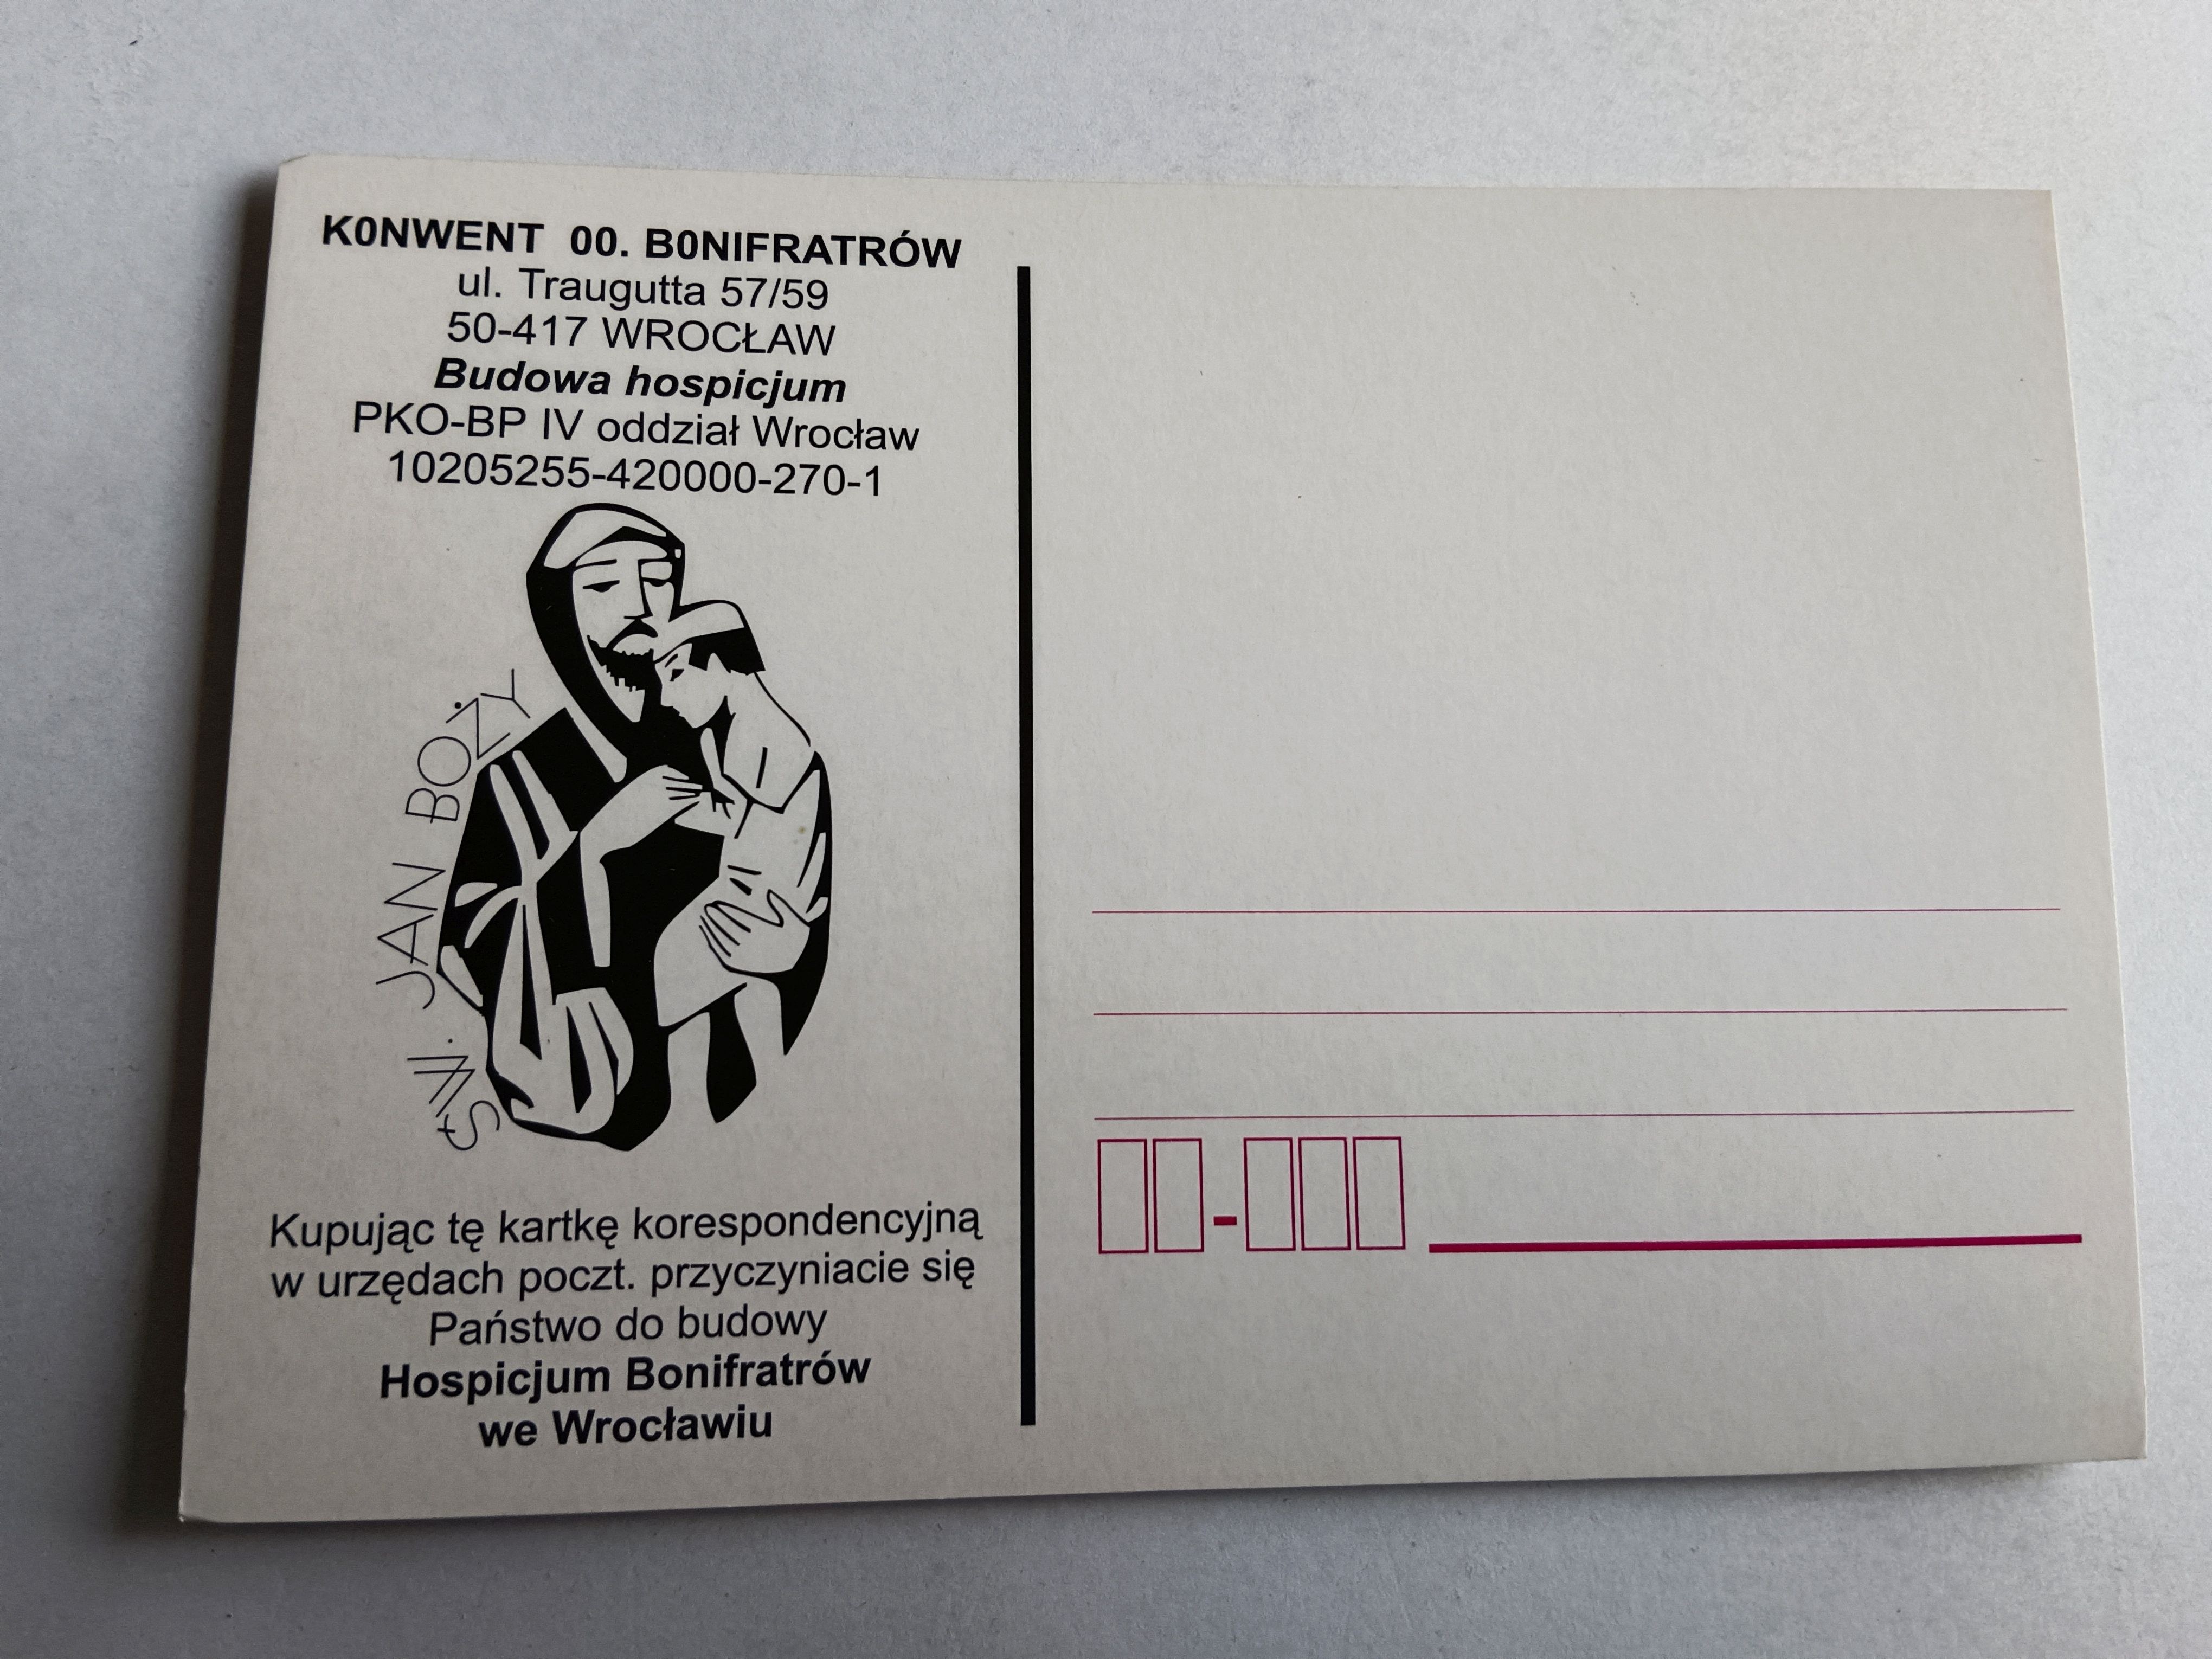 K0NWENT 00. B0NIFRATRÓW
ul. Traugutta 57/59
50-417 WROCŁAW
Budowa hospicjum
PKO-BP IV oddział Wrocław
10205255-420000-270-1
ŚW. JAN BOŻY
Kupując tę kartkę korespondencyjną
w urzędach poczt. przyczyniacie się
Państwo do budowy
Hospicjum Bonifratrów
we Wrocławiu